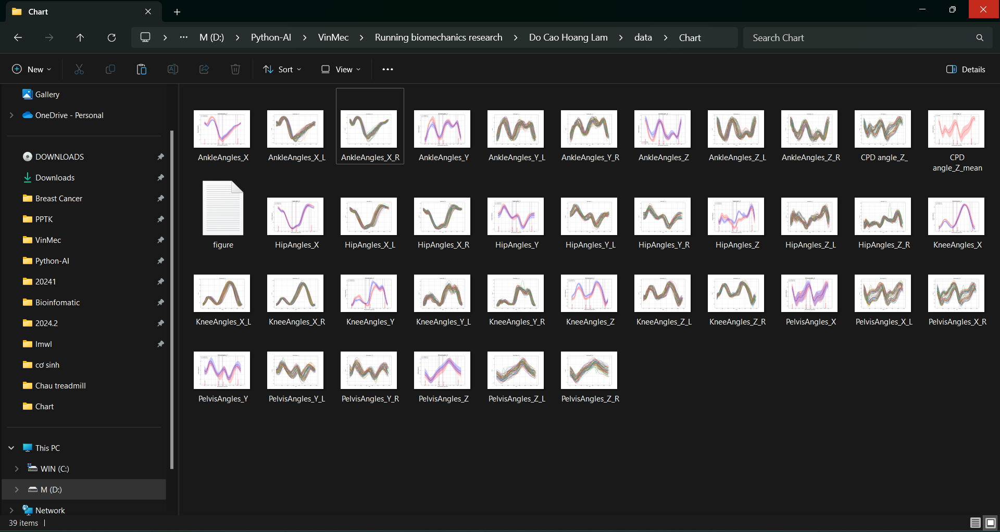 Chart
M (D:)
Python-AI
VinMec
Running biomechanics research
Do Cao Hoang Lam
data
Chart
Search Chart
New
Sort
View
Details
Gallery
OneDrive - Personal
DOWNLOADS
Downloads
Breast Cancer
PPTK
VinMec
Python-AI
20241
Bioinfomatic
2024.2
Imwl
cơ sinh
Chau treadmill
Chart
This PC
WIN (C:)
M (D:)
Network
AnkleAngles_X
AnkleAngles_X_L
AnkleAngles_X_R
AnkleAngles_Y
AnkleAngles_Y_L
AnkleAngles_Y_R
AnkleAngles_Z
AnkleAngles_Z_L
AnkleAngles_Z_R
CPD angle_Z_
CPD
angle_Z_mean
figure
HipAngles_X
HipAngles_X_L
HipAngles_X_R
HipAngles_Y
HipAngles_Y_L
HipAngles_Y_R
HipAngles_Z
HipAngles_Z_L
HipAngles_Z_R
KneeAngles_X
KneeAngles_X_L
KneeAngles_X_R
KneeAngles_Y
KneeAngles_Y_L
KneeAngles_Y_R
KneeAngles_Z
KneeAngles_Z_L
KneeAngles_Z_R
PelvisAngles_X
PelvisAngles_X_L
PelvisAngles_X_R
PelvisAngles_Y
PelvisAngles_Y_L
PelvisAngles_Y_R
PelvisAngles_Z
PelvisAngles_Z_L
PelvisAngles_Z_R
39 items